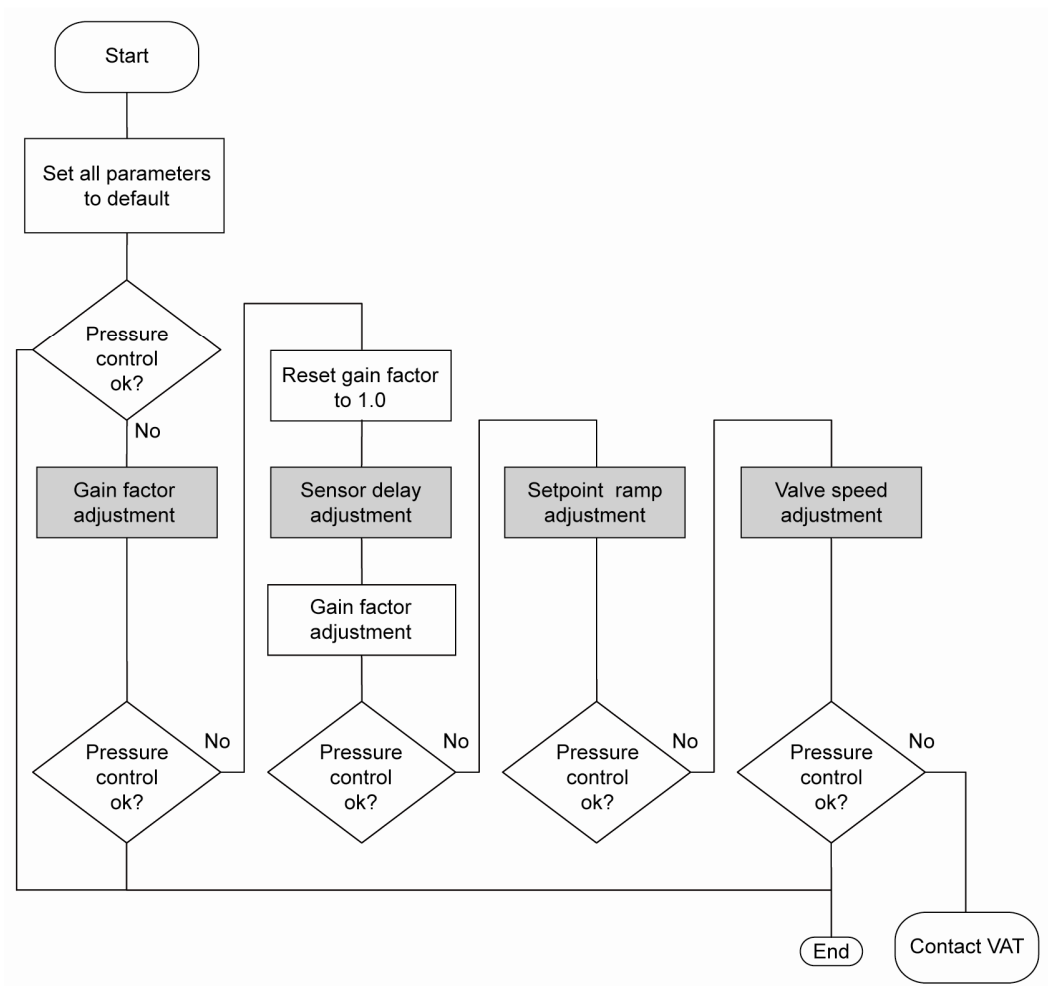 Start
Set all parameters
to default
Pressure
control
ok?
No
Gain factor
adjustment
Pressure
control
ok?
No
Reset gain factor
to 1.0
Sensor delay
adjustment
Gain factor
adjustment
Pressure
control
ok?
No
Setpoint ramp
adjustment
Pressure
control
ok?
No
Valve speed
adjustment
Pressure
control
ok?
No
End
Contact VAT